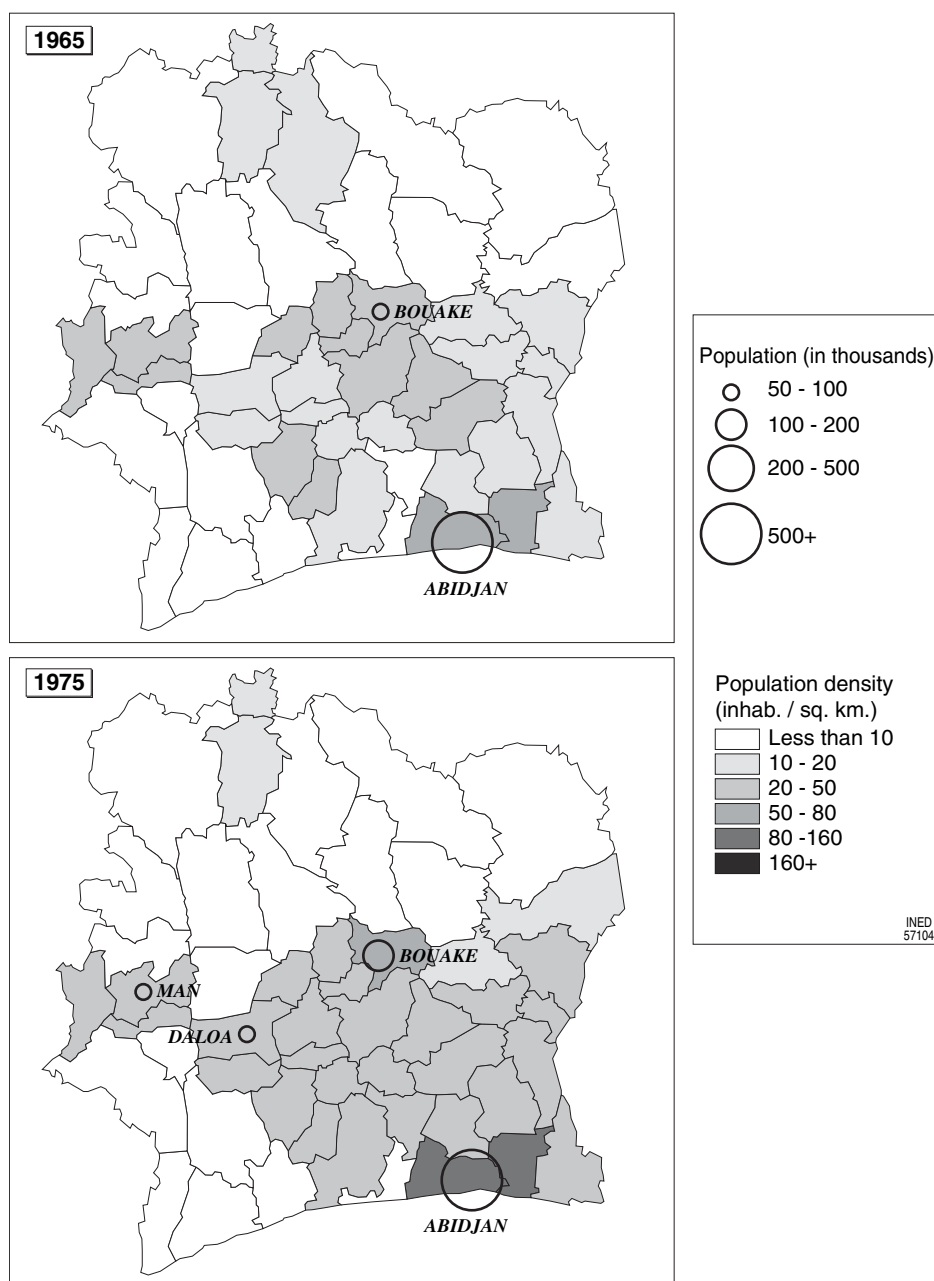 1965
BOUAKE
ABIDJAN
1975
BOUAKE
MAN
DALOA
ABIDJAN
Population (in thousands)
50 - 100
100 - 200
200 - 500
500+
Population density
(inhab. / sq. km.)
Less than 10
10 - 20
20 - 50
50 - 80
80 -160
160+
INED
57104